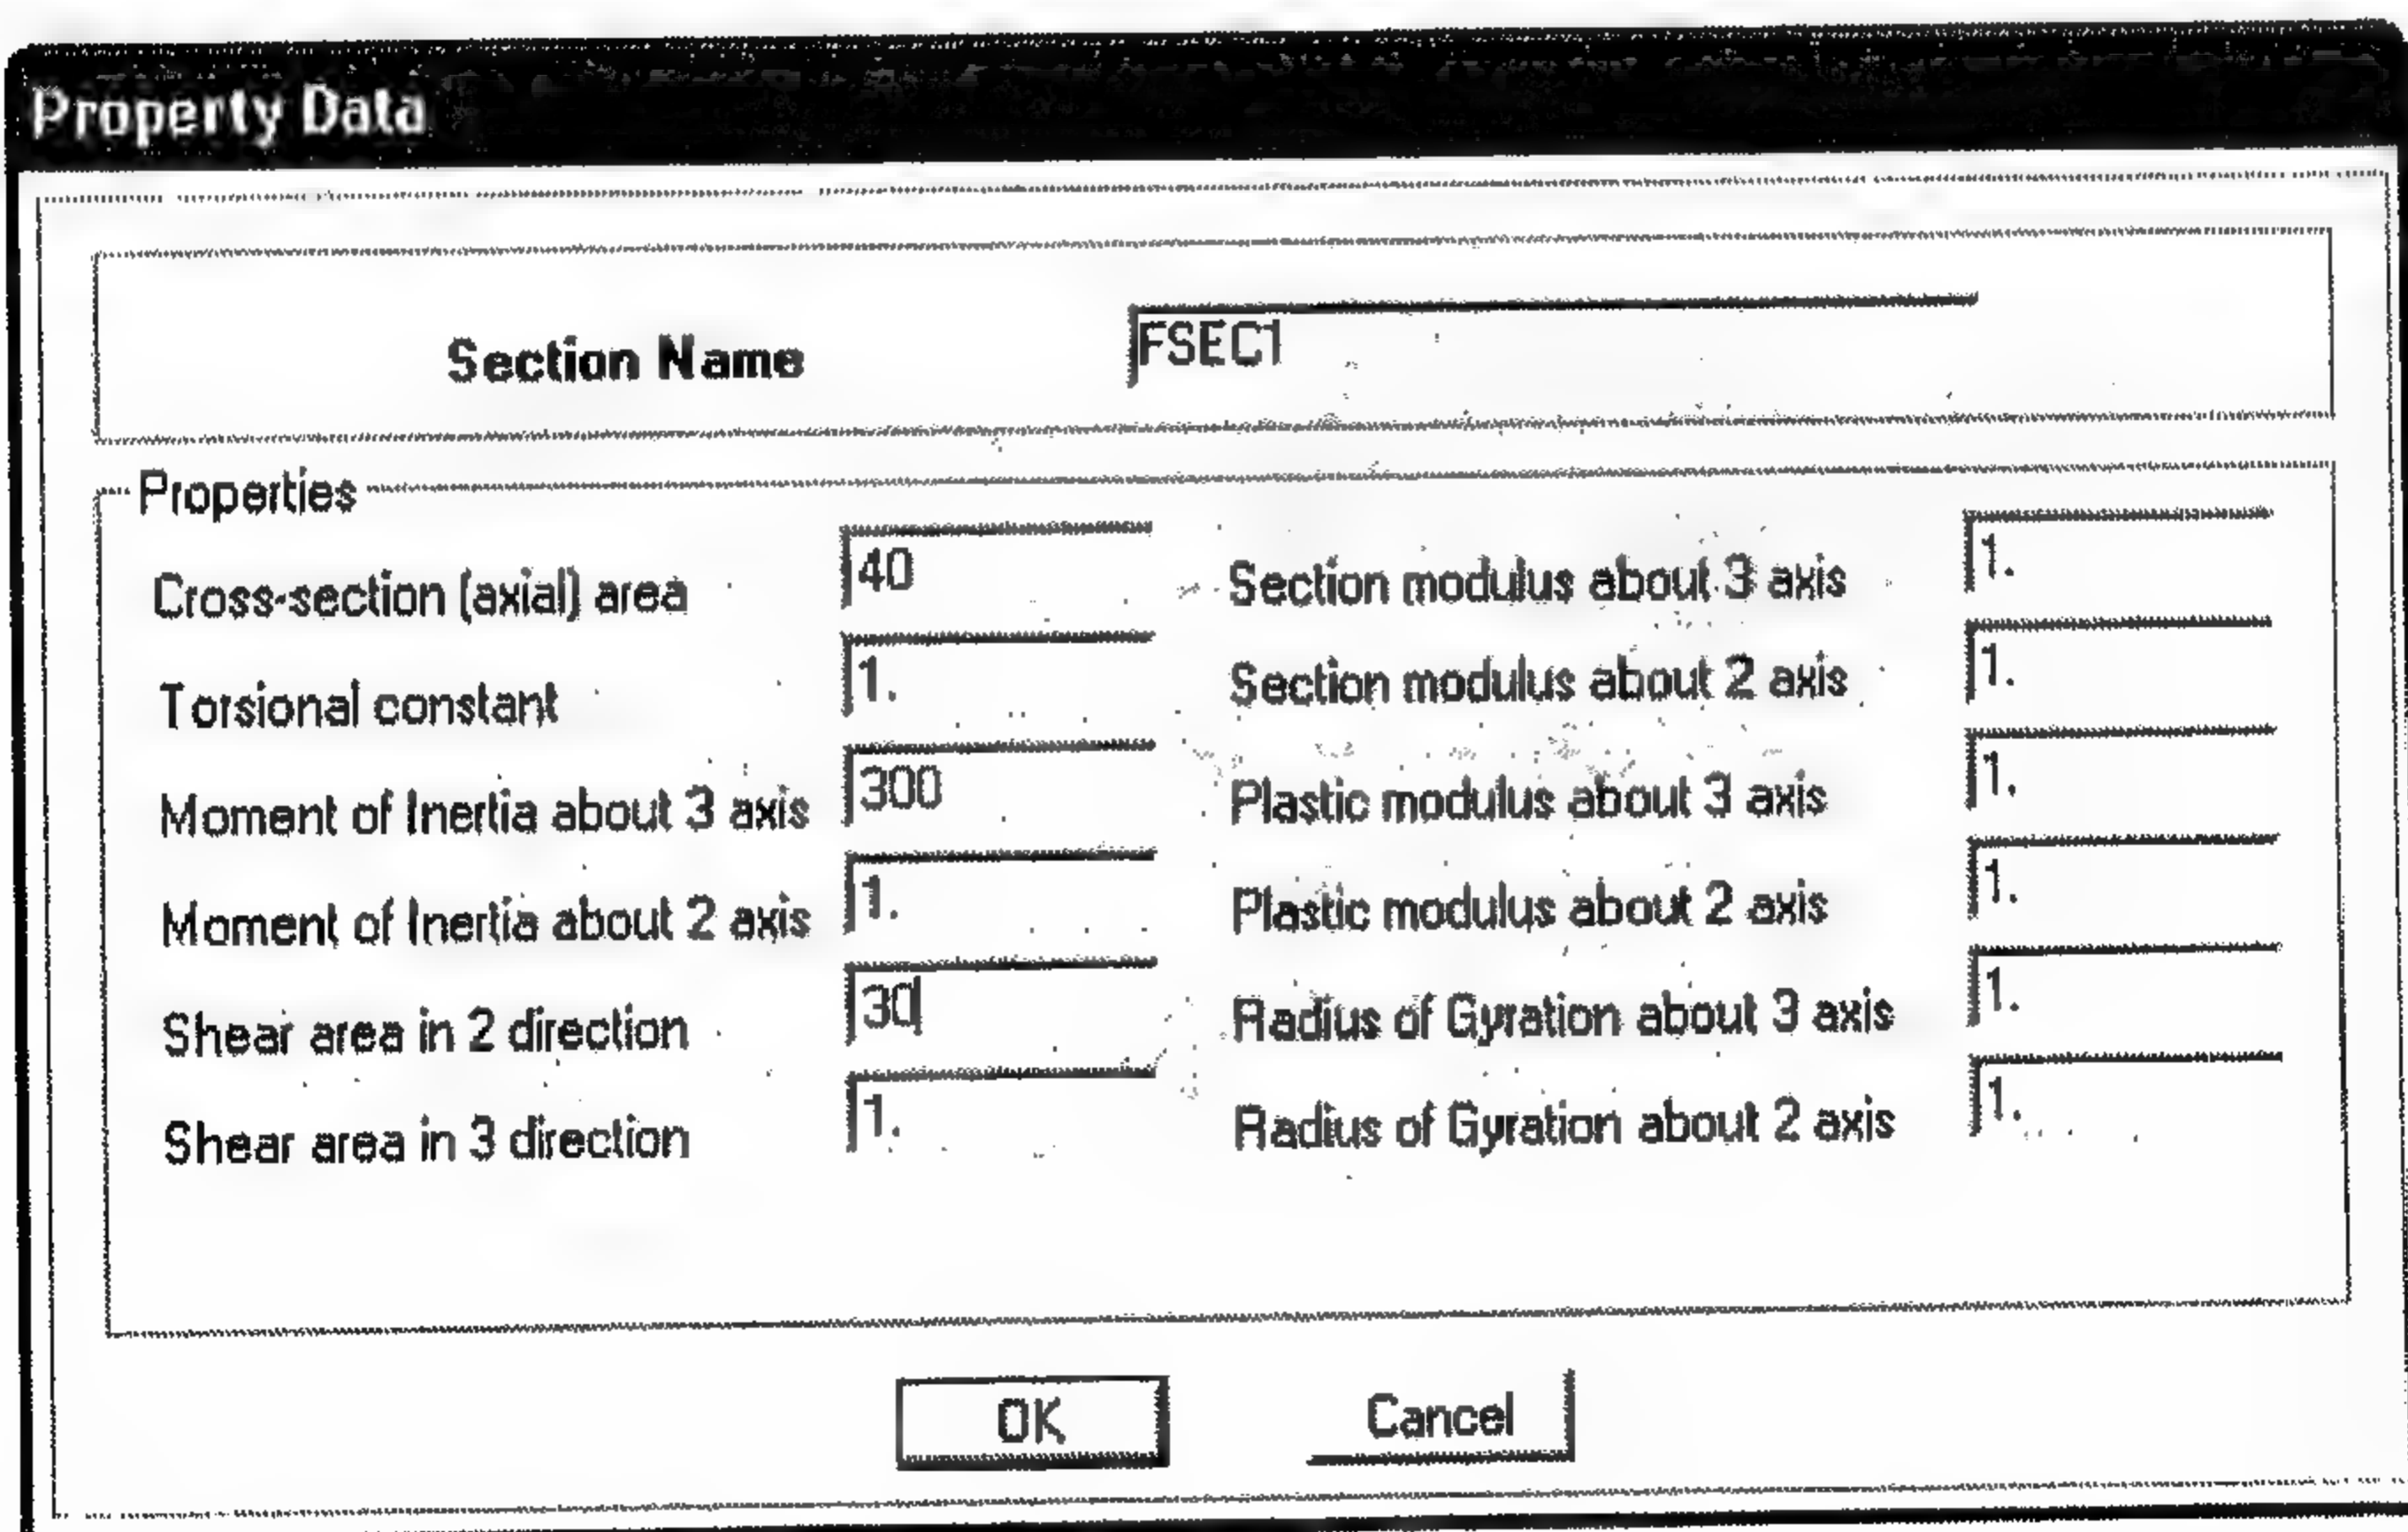 Property Data
Section Name FSEC1
Properties
Cross-section (axial) area 40 Section modulus about 3 axis 1.
Torsional constant 1. Section modulus about 2 axis 1.
Moment of Inertia about 3 axis 300 Plastic modulus about 3 axis 1.
Moment of Inertia about 2 axis 1. Plastic modulus about 2 axis 1.
Shear area in 2 direction 30 Radius of Gyration about 3 axis 1.
Shear area in 3 direction 1. Radius of Gyration about 2 axis 1.
OK Cancel